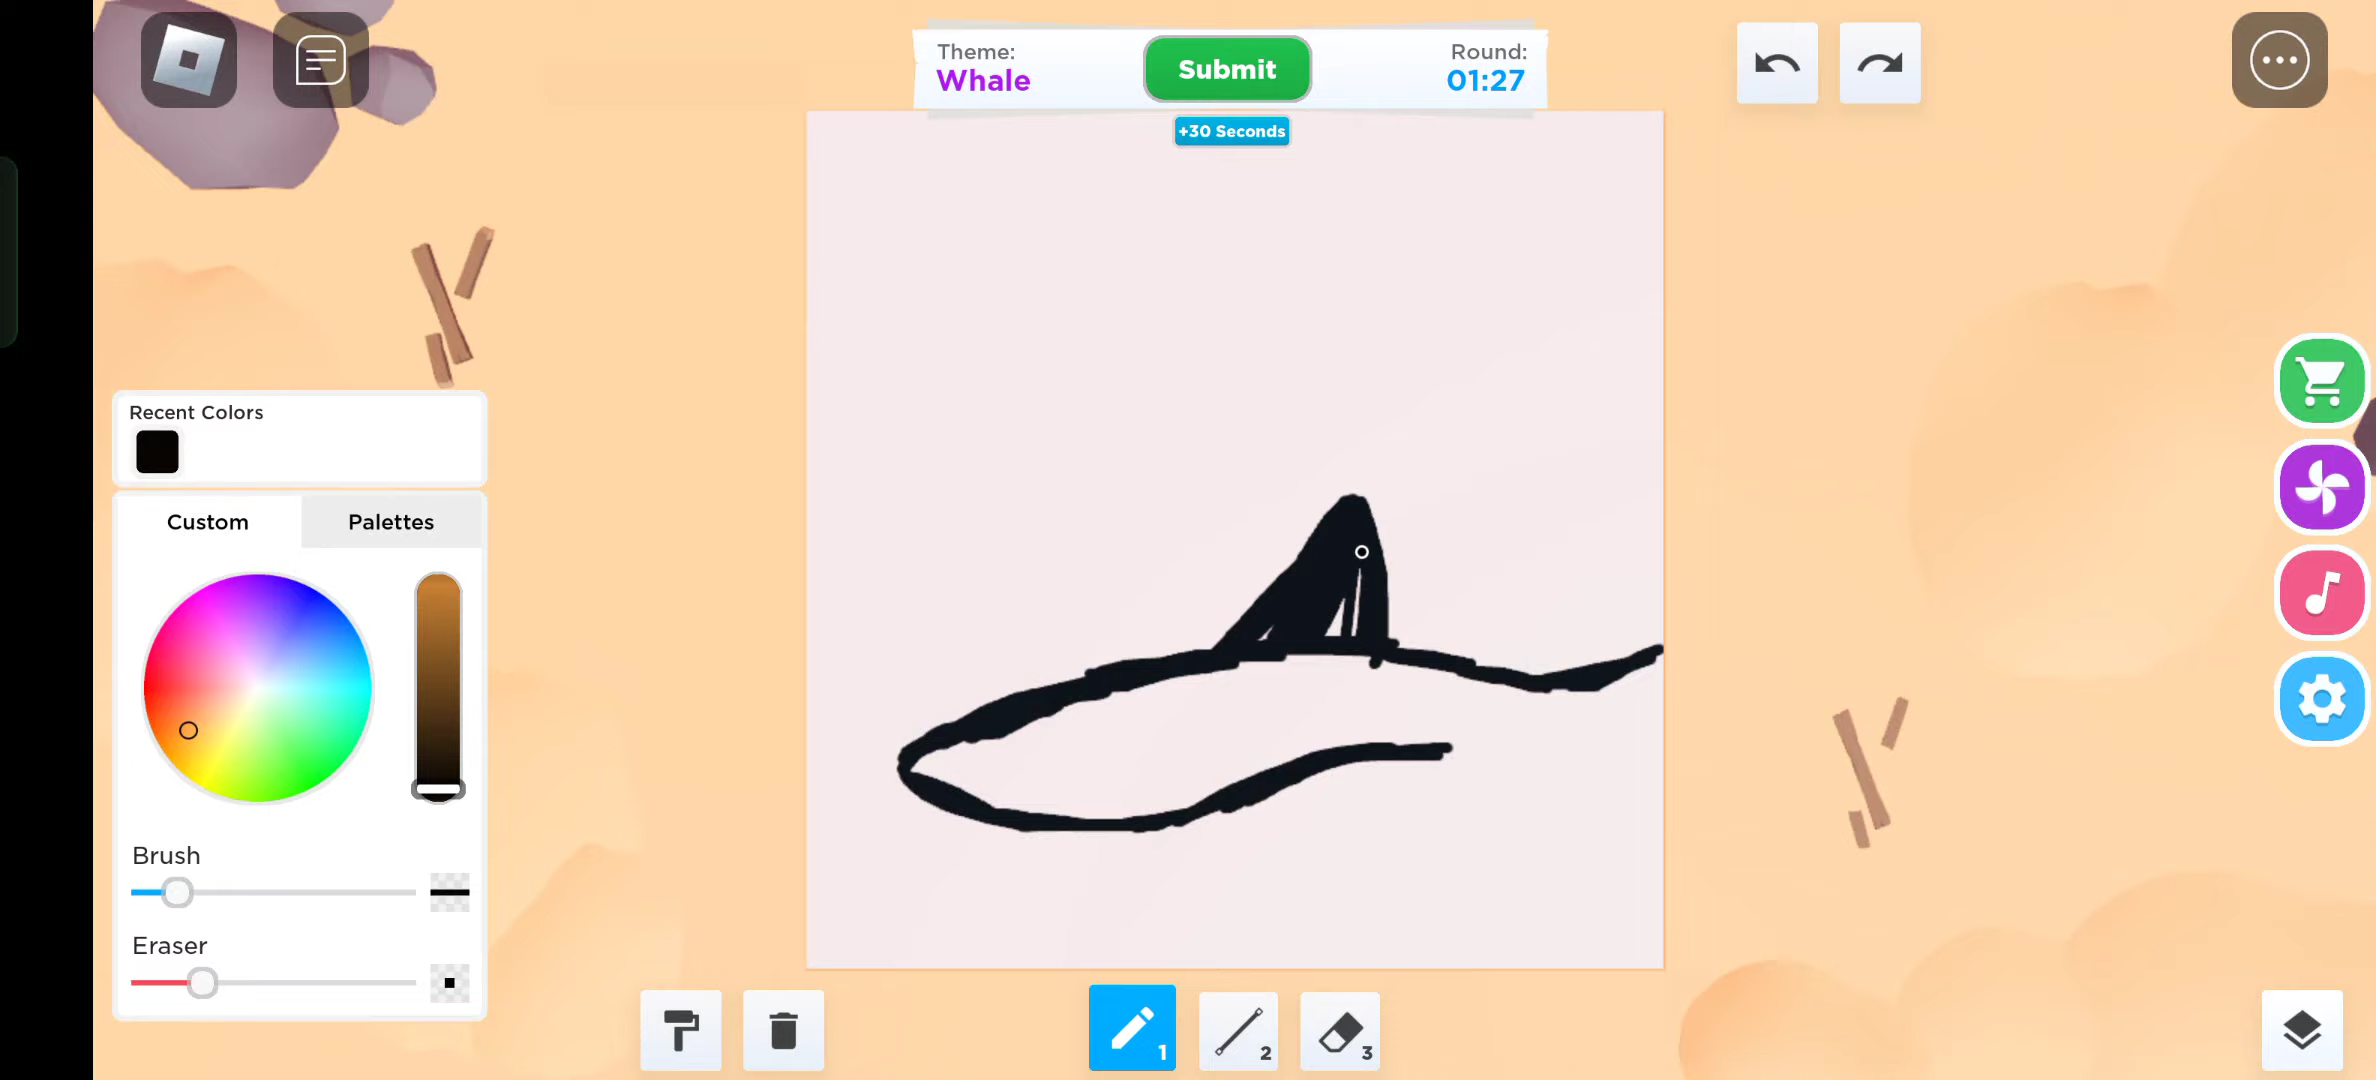 Theme:
Whale
Submit
Round:
01:27
+30 Seconds
Recent Colors
Custom
Palettes
Brush
Eraser
1
2
3